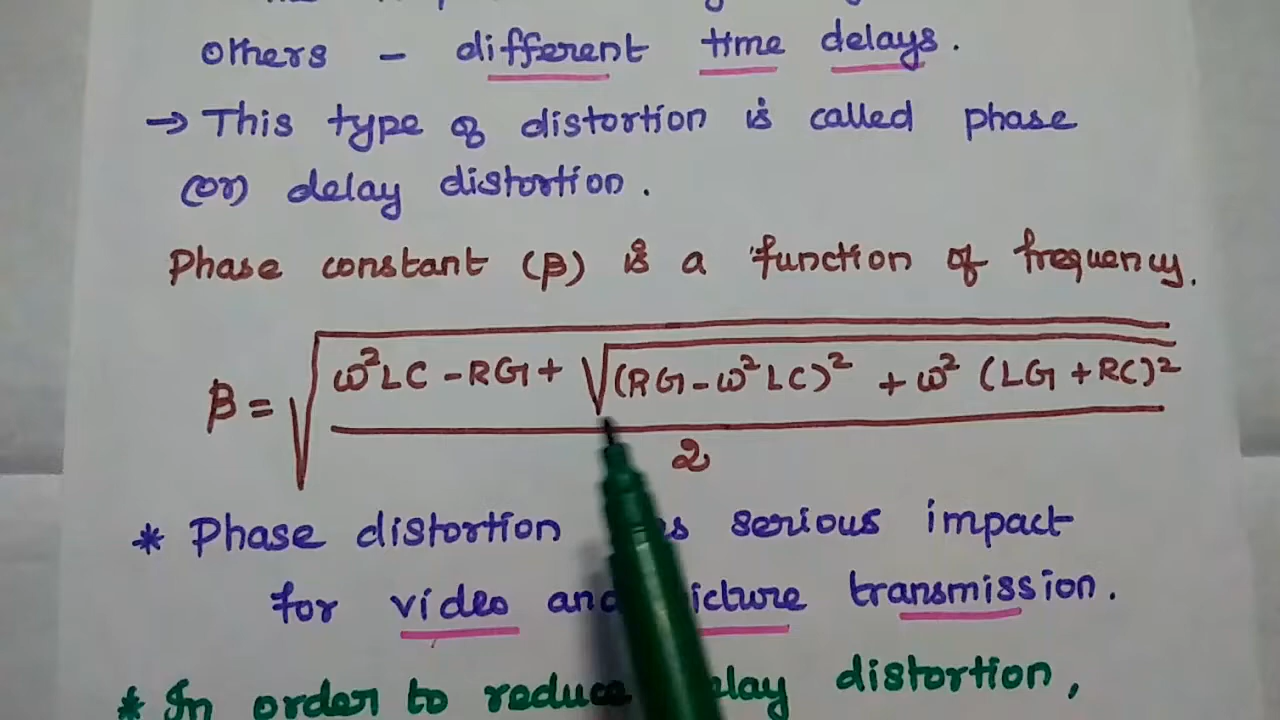 others - different time delays.
→ This type of distortion is called phase
(or) delay distortion.
Phase constant (β) is a function of frequency.
β = √((ω²LC - RG + √((RG - ω²LC)² + ω² (LG + RC)²)) / 2)
* Phase distortion serious impact
for video and picture transmission.
* In order to reduce delay distortion,